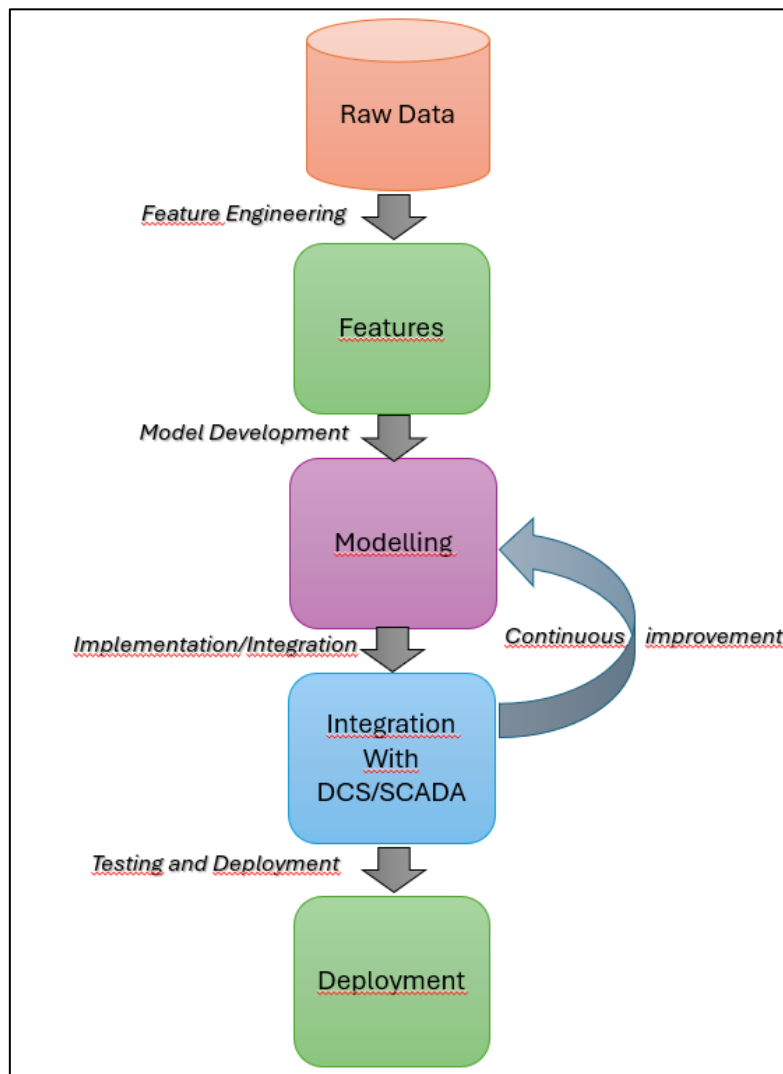 Raw Data
Feature Engineering
Features
Model Development
Modelling
Implementation/Integration
Continuous improvement
Integration
With
DCS/SCADA
Testing and Deployment
Deployment